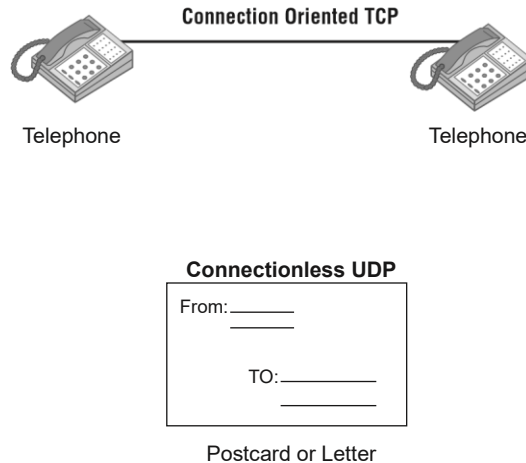 Connection Oriented TCP
Telephone Telephone
Connectionless UDP
From:
TO:
Postcard or Letter